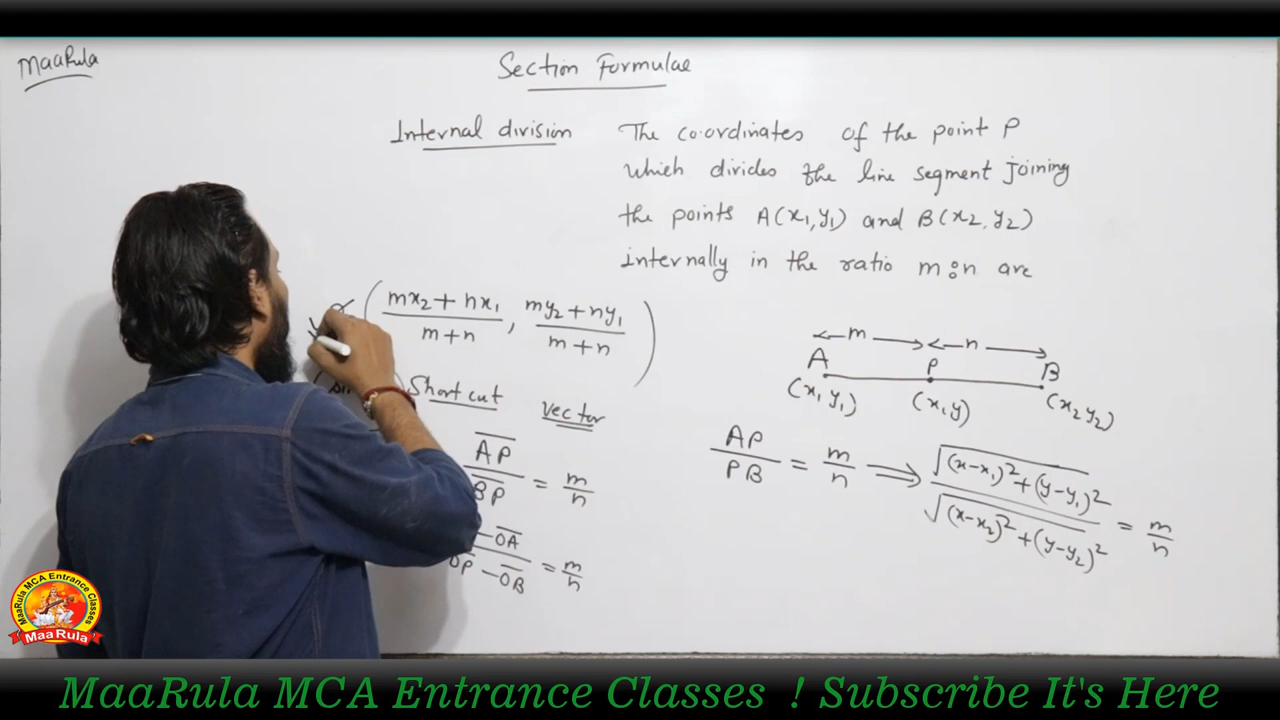 MaaRula
Section Formulae
Internal division The co-ordinates of the point P
which divides the line segment joining
the points A(x₁,y₁) and B(x₂,y₂)
internally in the ratio m:n are
(mx₂+nx₁/m+n, my₂+ny₁/m+n)
m n
A P B
(x₁ y₁) (x,y) (x₂ y₂)
Short cut vector
AP/BP = m/n
-OA/OP-OB = m/n
AP/PB = m/n ⟹ √(x-x₁)²+(y-y₁)²/√(x-x₂)²+(y-y₂)² = m/n
MaaRula MCA Entrance Classes
MaaRula
MaaRula MCA Entrance Classes ! Subscribe It's Here